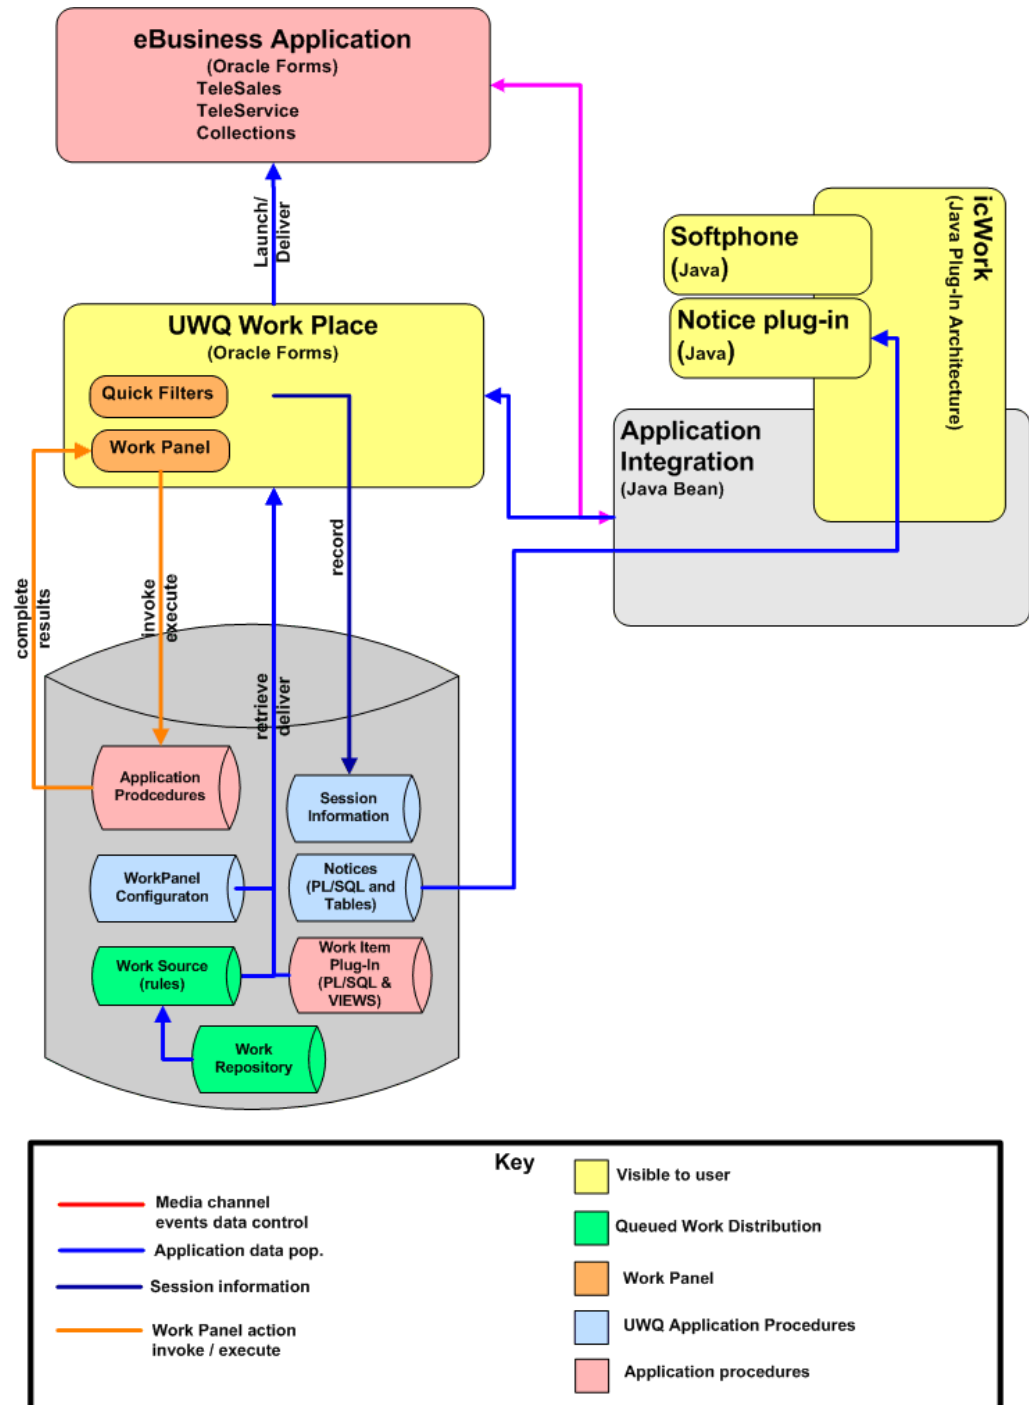 eBusiness Application
(Oracle Forms)
TeleSales
TeleService
Collections
Launch/
Deliver
icWork
(Java Plug-In Architecture)
Softphone
(Java)
Notice plug-in
(Java)
UWQ Work Place
(Oracle Forms)
Quick Filters
Work Panel
Application
Integration
(Java Bean)
complete
results
invoke
execute
record
retrieve
deliver
Application
Prodcedures
Session
Information
WorkPanel
Configuraton
Notices
(PL/SQL and
Tables)
Work Source
(rules)
Work Item
Plug-In
(PL/SQL &
VIEWS)
Work
Repository
Key
Media channel
events data control
Application data pop.
Session information
Work Panel action
invoke / execute
Visible to user
Queued Work Distribution
Work Panel
UWQ Application Procedures
Application procedures